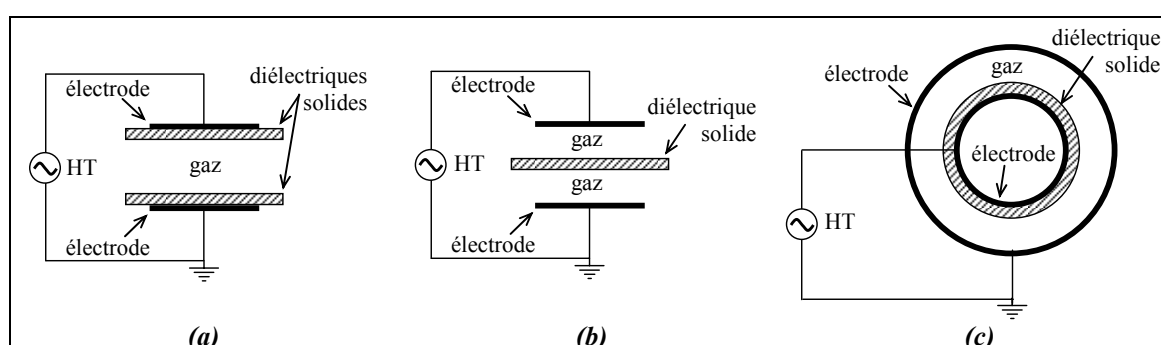 électrode
diélectriques
solides
HT
gaz
électrode
(a)
électrode
diélectrique
solide
gaz
HT
gaz
électrode
(b)
diélectrique
solide
électrode
gaz
électrode
HT
(c)